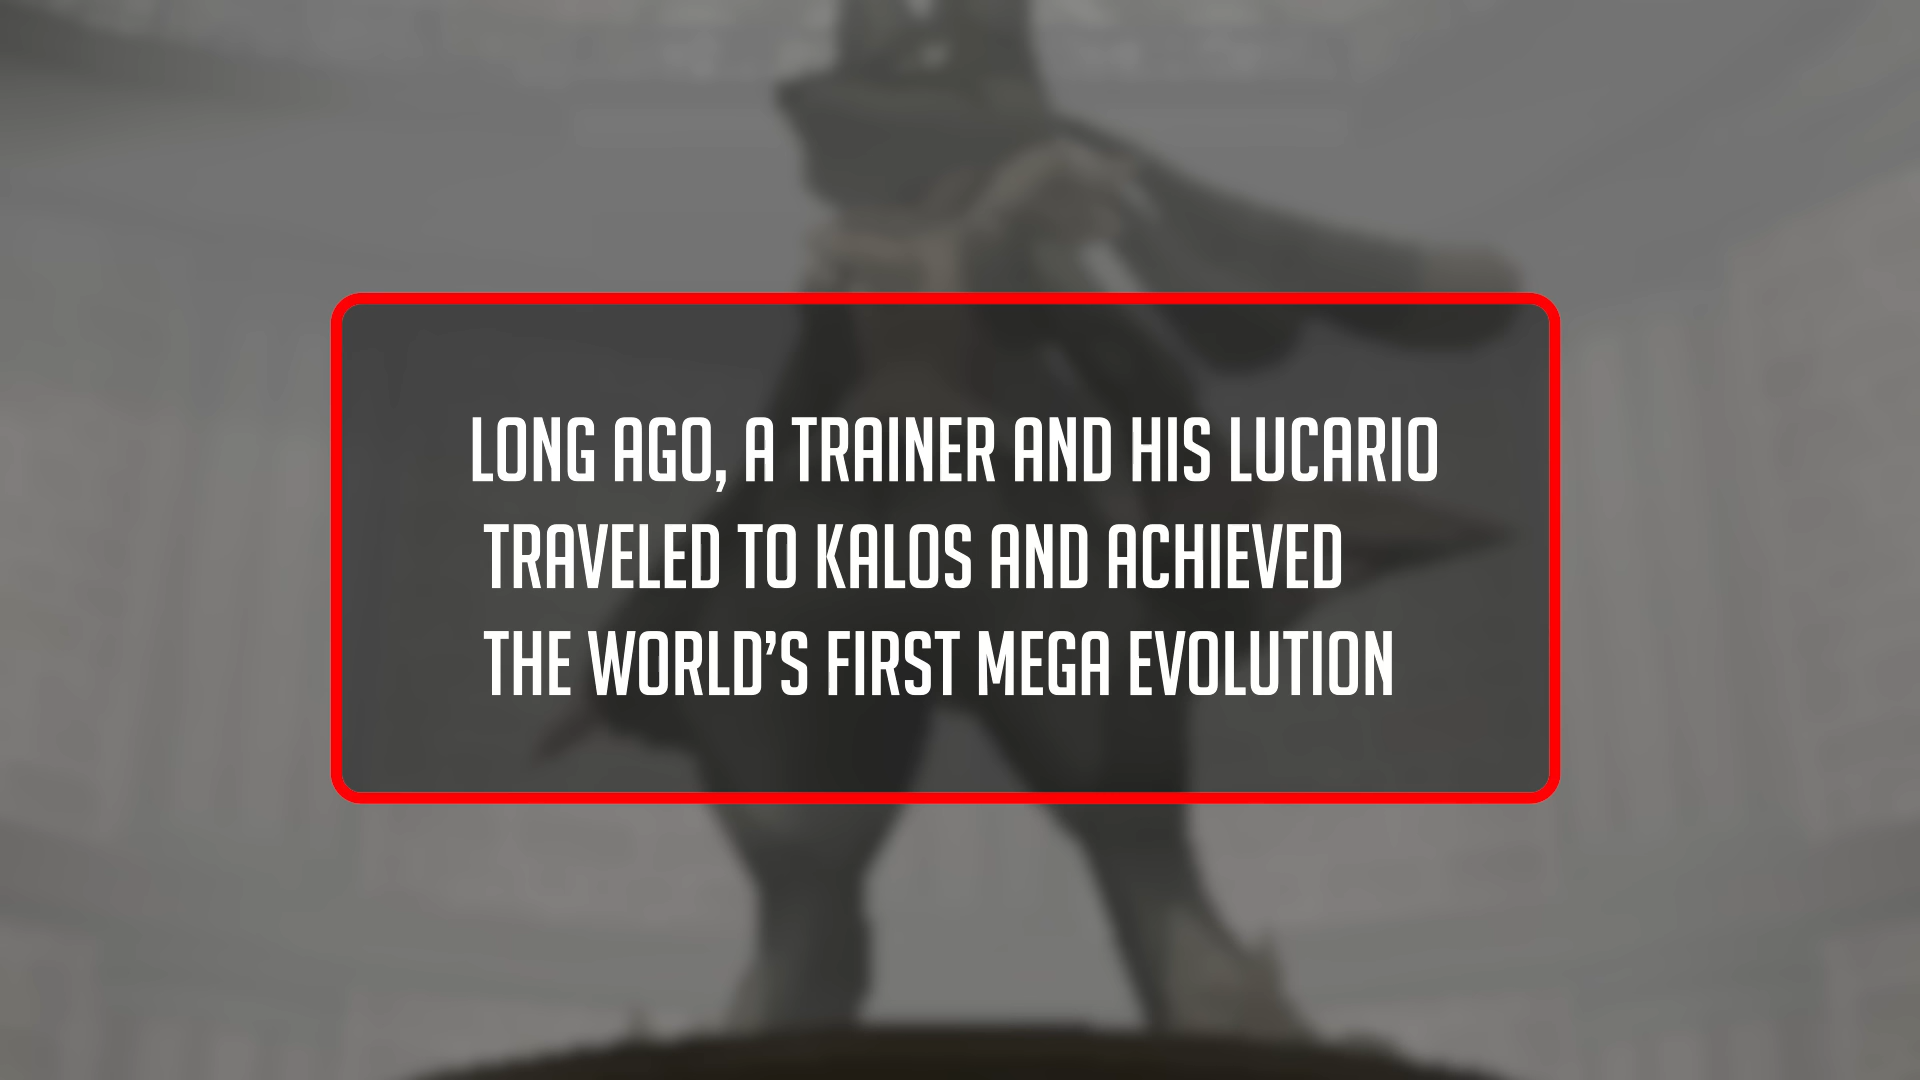 LONG AGO, A TRAINER AND HIS LUCARIO
TRAVELED TO KALOS AND ACHIEVED
THE WORLD’S FIRST MEGA EVOLUTION